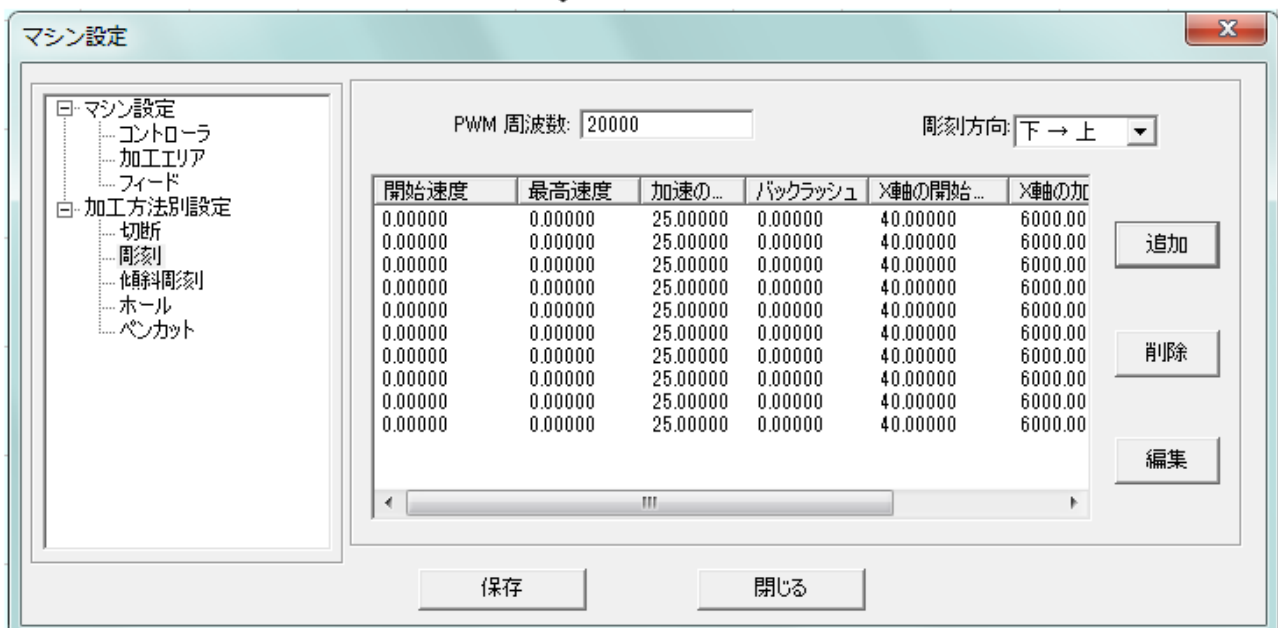 マシン設定
マシン設定
コントローラ
加工エリア
フィード
加工方法別設定
切断
彫刻
傾斜彫刻
ホール
ペンカット
PWM 周波数: 20000
彫刻方向: 下 → 上
開始速度 最高速度 加速の... バックラッシュ X軸の開始... X軸の加
0.00000 0.00000 25.00000 0.00000 40.00000 6000.00
0.00000 0.00000 25.00000 0.00000 40.00000 6000.00
0.00000 0.00000 25.00000 0.00000 40.00000 6000.00
0.00000 0.00000 25.00000 0.00000 40.00000 6000.00
0.00000 0.00000 25.00000 0.00000 40.00000 6000.00
0.00000 0.00000 25.00000 0.00000 40.00000 6000.00
0.00000 0.00000 25.00000 0.00000 40.00000 6000.00
0.00000 0.00000 25.00000 0.00000 40.00000 6000.00
0.00000 0.00000 25.00000 0.00000 40.00000 6000.00
0.00000 0.00000 25.00000 0.00000 40.00000 6000.00
追加
削除
編集
保存 閉じる